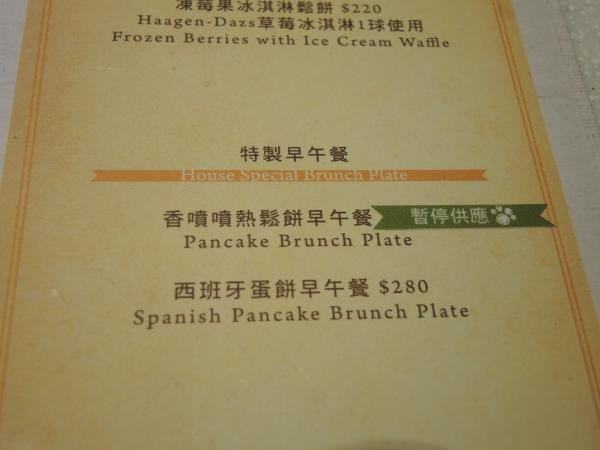 凍莓果冰淇淋鬆餅 $220
Haagen-Dazs草莓冰淇淋1球使用
Frozen Berries with Ice Cream Waffle
特製早午餐
House Special Brunch Plate
香噴噴熱鬆餅早午餐 暫停供應
Pancake Brunch Plate
西班牙蛋餅早午餐 $280
Spanish Pancake Brunch Plate